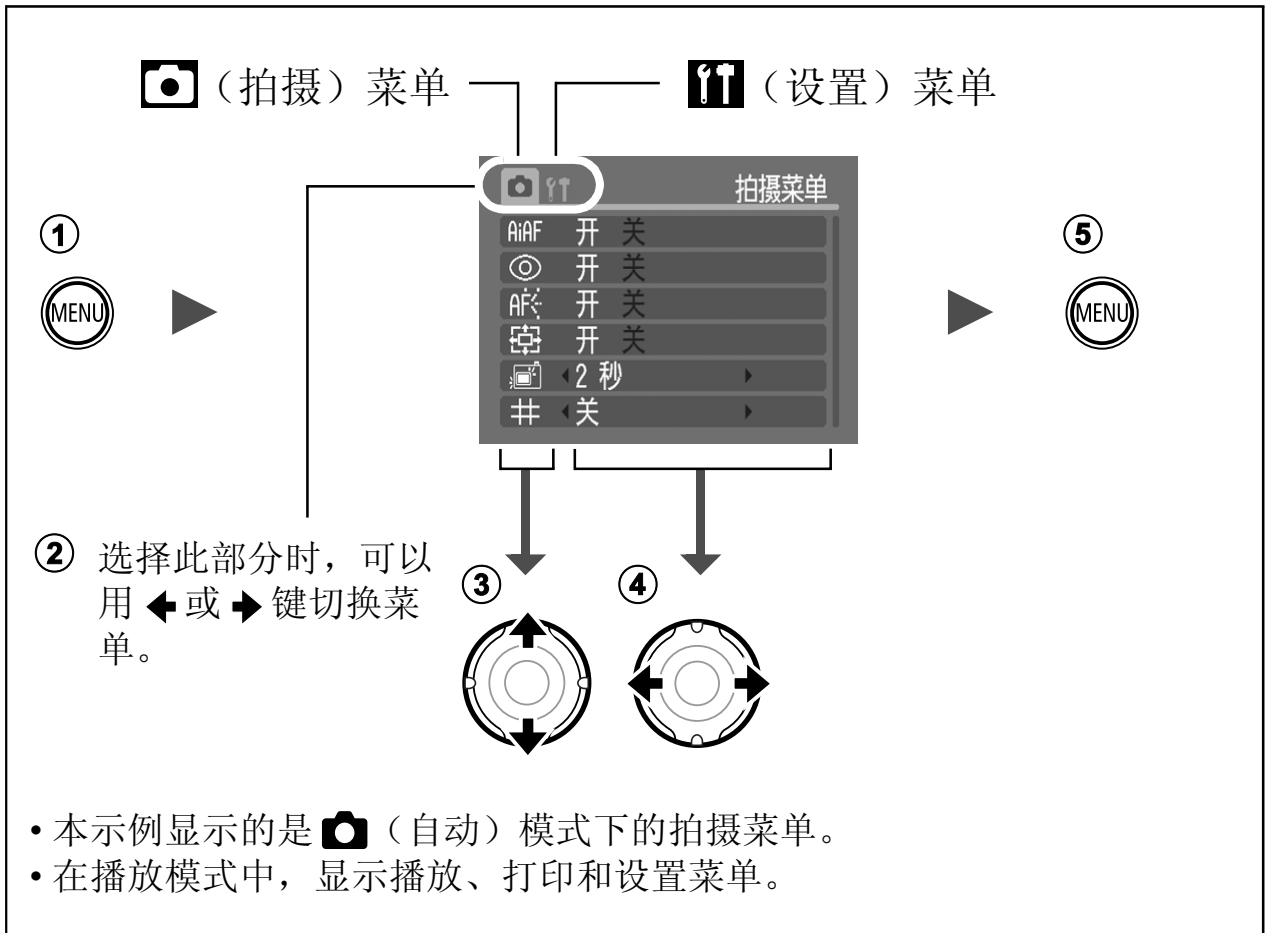 （拍摄）菜单
（设置）菜单
拍摄菜单
AiAF 开 关
开 关
AF 开 关
开 关
2 秒
关
①
MENU
⑤
MENU
② 选择此部分时，可以
用 ← 或 → 键切换菜
单。
③
④
• 本示例显示的是（自动）模式下的拍摄菜单。
• 在播放模式中，显示播放、打印和设置菜单。